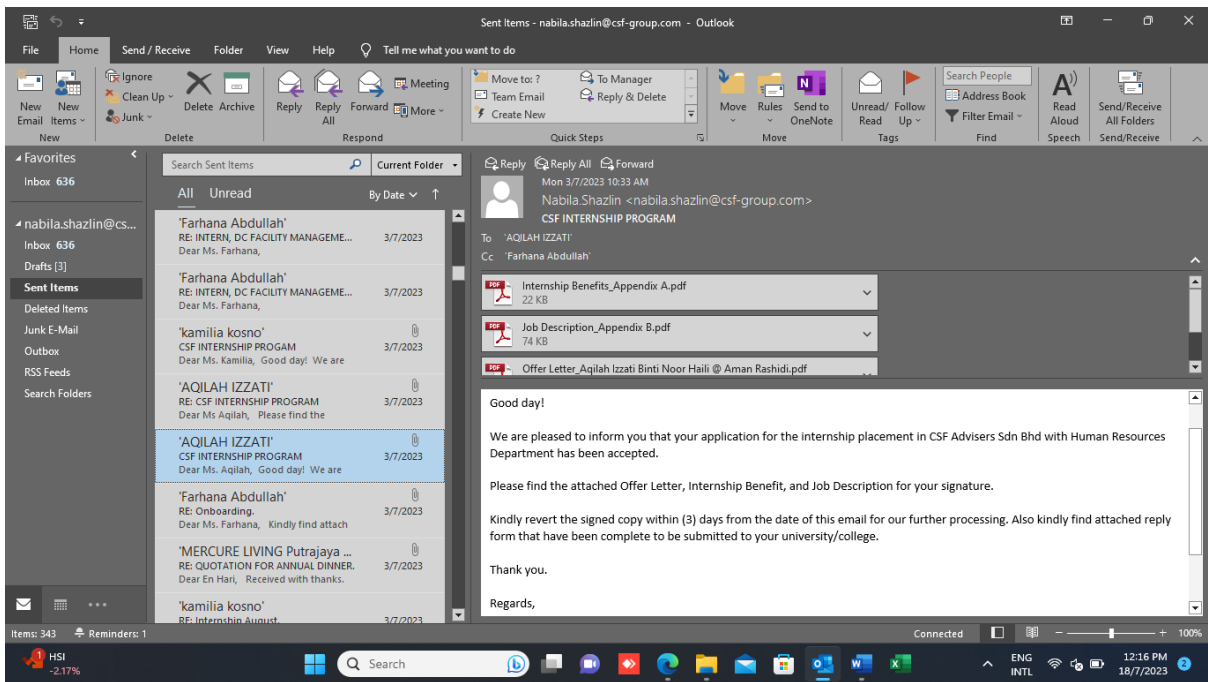 Sent Items - nabila.shazlin@csf-group.com - Outlook
File Home Send / Receive Folder View Help Tell me what you want to do
New Email
New Items
Ignore
Clean Up
Junk
Delete Archive
Reply Reply All Forward
Meeting
More
Move to: ?
Team Email
Create New
To Manager
Reply & Delete
Move Rules Send to OneNote
Unread/ Read
Follow Up
Search People
Address Book
Filter Email
Read Aloud
Send/Receive All Folders
New Delete Respond Quick Steps Move Tags Find Speech Send/Receive
Favorites
Inbox 636
nabila.shazlin@cs...
Inbox 636
Drafts [3]
Sent Items
Deleted Items
Junk E-Mail
Outbox
RSS Feeds
Search Folders
Search Sent Items Current Folder
All Unread By Date
'Farhana Abdullah'
RE: INTERN, DC FACILITY MANAGEME... 3/7/2023
Dear Ms. Farhana,
'Farhana Abdullah'
RE: INTERN, DC FACILITY MANAGEME... 3/7/2023
Dear Ms. Farhana,
'kamilia kosno'
CSF INTERNSHIP PROGAM 3/7/2023
Dear Ms. Kamilia, Good day! We are
'AQILAH IZZATI'
RE: CSF INTERNSHIP PROGRAM 3/7/2023
Dear Ms Aqilah, Please find the
'AQILAH IZZATI'
CSF INTERNSHIP PROGRAM 3/7/2023
Dear Ms. Aqilah, Good day! We are
'Farhana Abdullah'
RE: Onboarding. 3/7/2023
Dear Ms. Farhana, Kindly find attach
'MERCURE LIVING Putrajaya ...
RE: QUOTATION FOR ANNUAL DINNER. 3/7/2023
Dear En Hari, Received with thanks.
'kamilia kosno'
RE: Internship August. 3/7/2023
Reply Reply All Forward
Mon 3/7/2023 10:33 AM
Nabila.Shazlin <nabila.shazlin@csf-group.com>
CSF INTERNSHIP PROGRAM
To 'AQILAH IZZATI'
Cc 'Farhana Abdullah'
Internship Benefits_Appendix A.pdf
22 KB
Job Description_Appendix B.pdf
74 KB
Offer Letter_Aqilah Izzati Binti Noor Haili @ Aman Rashidi.pdf
Good day!
We are pleased to inform you that your application for the internship placement in CSF Advisers Sdn Bhd with Human Resources
Department has been accepted.
Please find the attached Offer Letter, Internship Benefit, and Job Description for your signature.
Kindly revert the signed copy within (3) days from the date of this email for our further processing. Also kindly find attached reply
form that have been complete to be submitted to your university/college.
Thank you.
Regards,
Items: 343 Reminders: 1 Connected 100%
1 HSI
-2.17%
Search
ENG
INTL
12:16 PM
18/7/2023
2